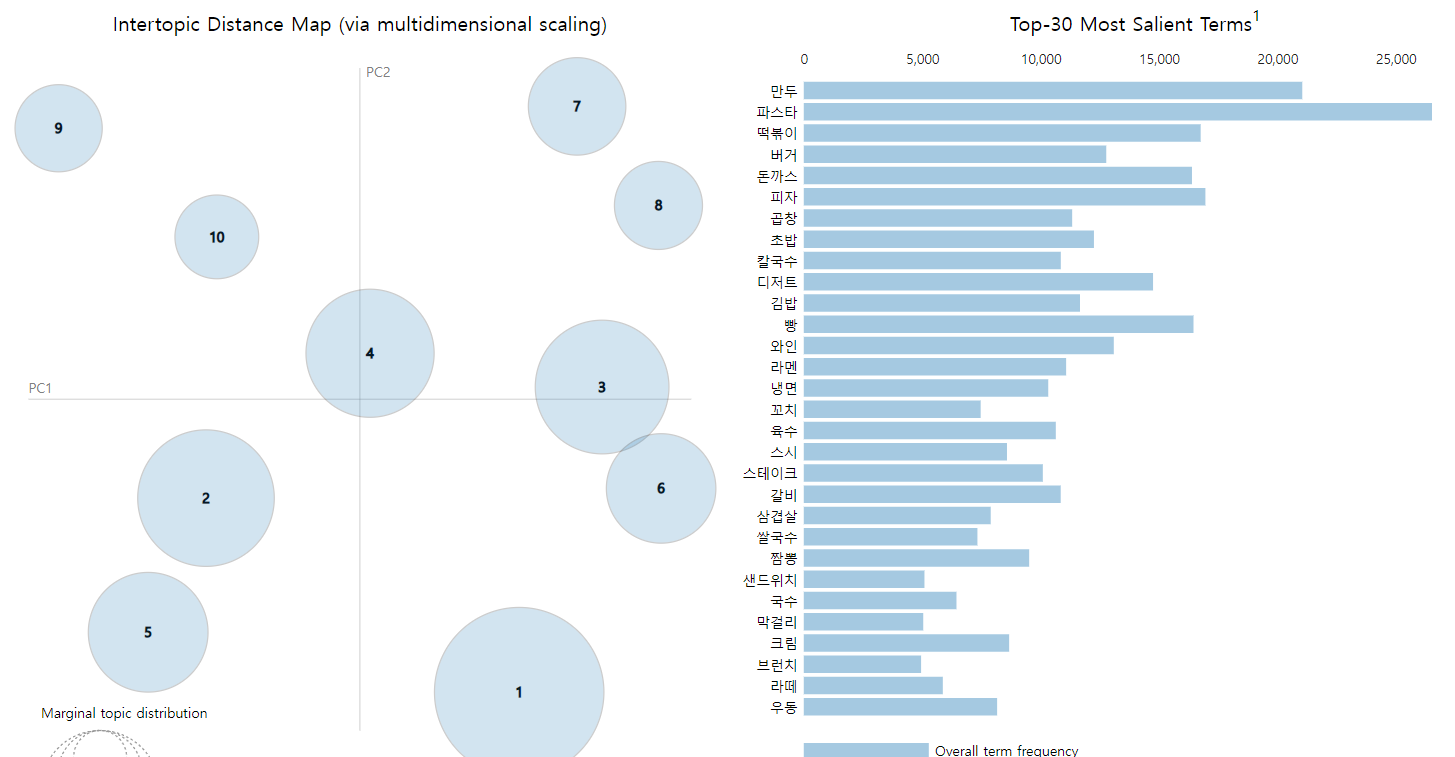 Intertopic Distance Map (via multidimensional scaling)
PC2
PC1
9
7
8
10
4
3
2
6
5
1
Marginal topic distribution
Top-30 Most Salient Terms1
0 5,000 10,000 15,000 20,000 25,000
만두
파스타
떡볶이
버거
돈까스
피자
곱창
초밥
칼국수
디저트
김밥
빵
와인
라멘
냉면
꼬치
육수
스시
스테이크
갈비
삼겹살
쌀국수
짬뽕
샌드위치
국수
막걸리
크림
브런치
라떼
우동
Overall term frequency